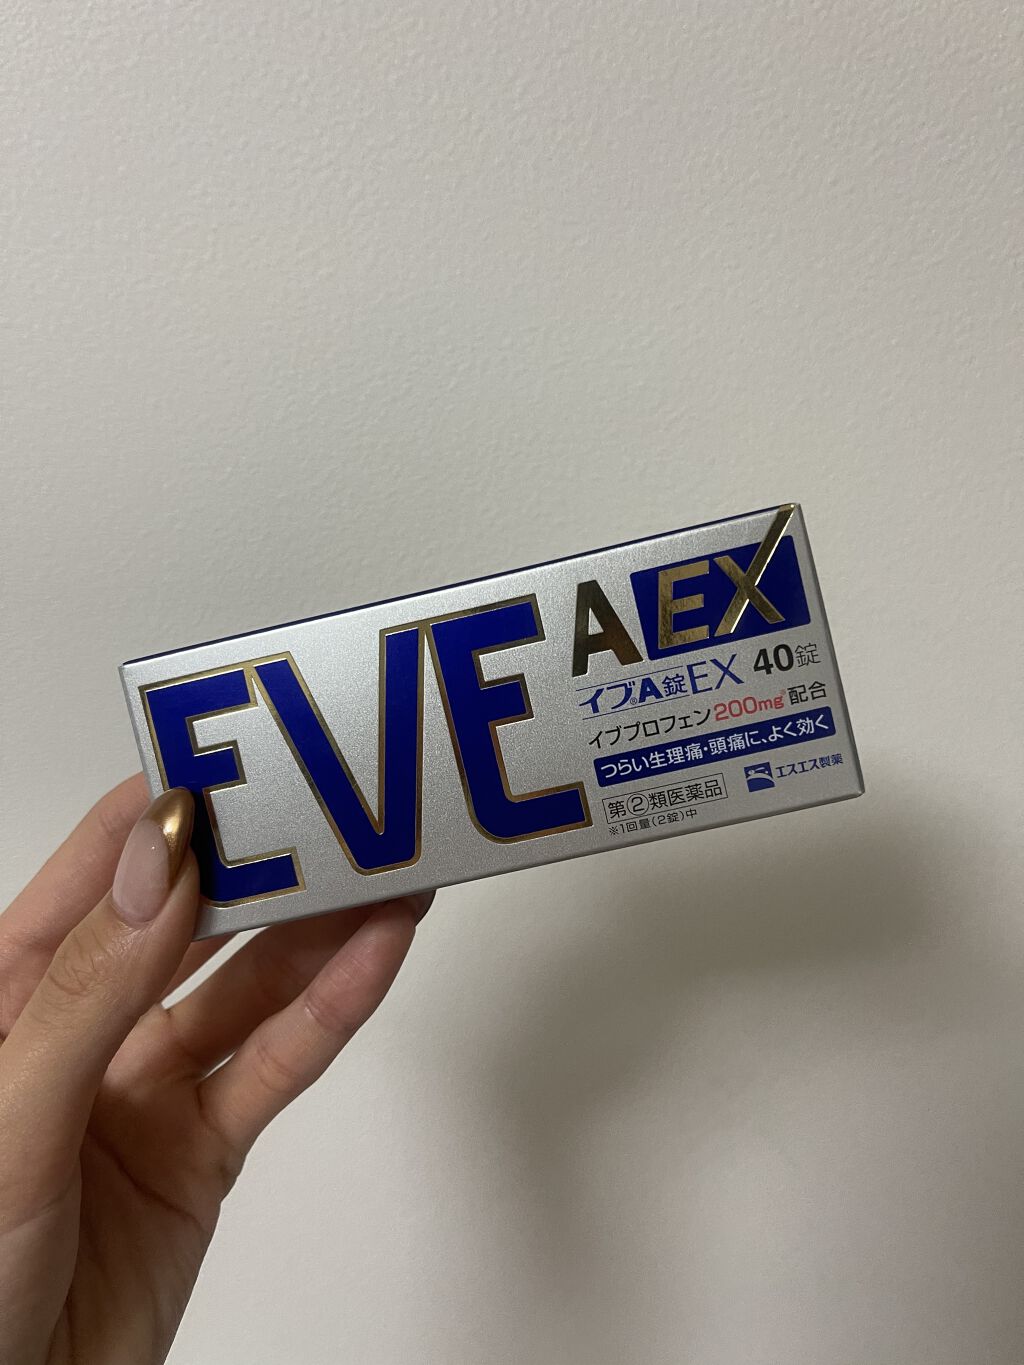 EVE
A EX
イブ®A錠EX 40錠
イブプロフェン200mg※配合
つらい生理痛・頭痛に、よく効く
第②類医薬品
エスエス製薬
※1回量(2錠)中